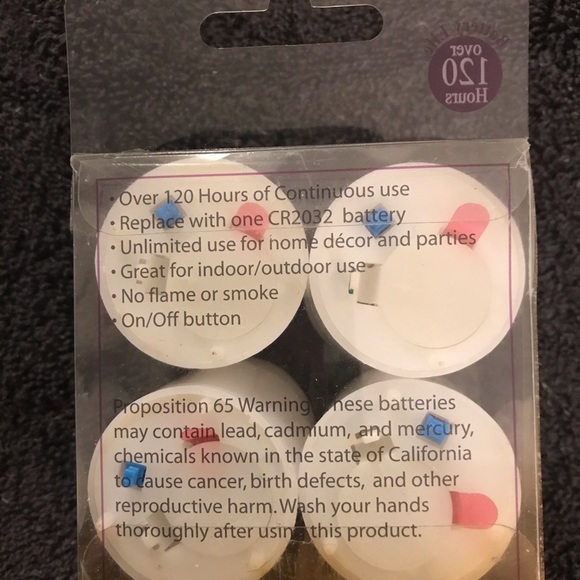 Battery Life
over
120
Hours
• Over 120 Hours of Continuous use
• Replace with one CR2032 battery
• Unlimited use for home décor and parties
• Great for indoor/outdoor use
• No flame or smoke
• On/Off button
Proposition 65 Warning: These batteries
may contain lead, cadmium, and mercury,
chemicals known in the state of California
to cause cancer, birth defects, and other
reproductive harm. Wash your hands
thoroughly after using this product.